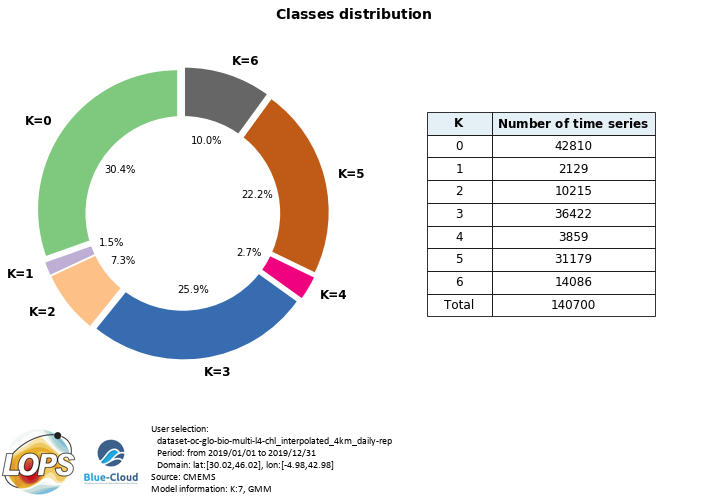 Classes distribution
K=6
K=0
10.0%
30.4%
K=5
22.2%
1.5%
2.7%
7.3%
K=1
K=4
25.9%
K=2
K=3
K Number of time series
0 42810
1 2129
2 10215
3 36422
4 3859
5 31179
6 14086
Total 140700
LOPS
Blue-Cloud
User selection:
dataset-oc-glo-bio-multi-l4-chl_interpolated_4km_daily-rep
Period: from 2019/01/01 to 2019/12/31
Domain: lat:[30.02,46.02], lon:[-4.98,42.98]
Source: CMEMS
Model information: K:7, GMM